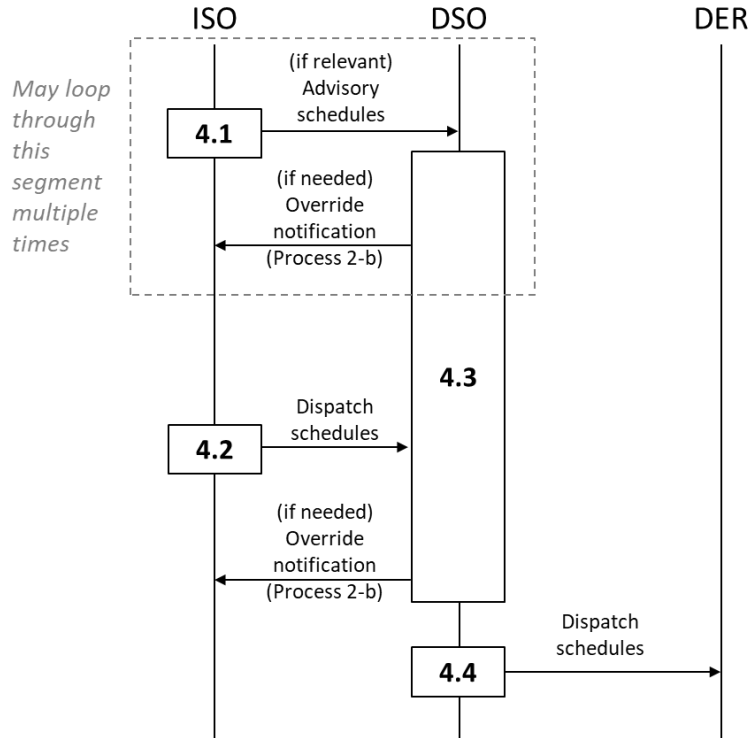 ISO
DSO
DER
May loop
through
this
segment
multiple
times
(if relevant)
Advisory
schedules
4.1
(if needed)
Override
notification
(Process 2-b)
4.3
Dispatch
schedules
4.2
(if needed)
Override
notification
(Process 2-b)
Dispatch
schedules
4.4